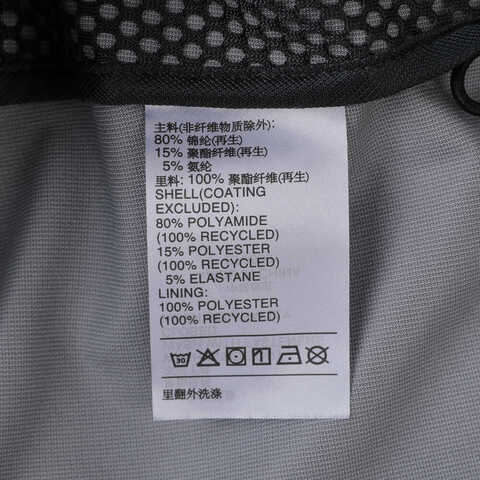 主料(非纤维物质除外):
80% 锦纶(再生)
15% 聚酯纤维(再生)
5% 氨纶
里料: 100% 聚酯纤维(再生)
SHELL(COATING
EXCLUDED):
80% POLYAMIDE
(100% RECYCLED)
15% POLYESTER
(100% RECYCLED)
5% ELASTANE
LINING:
100% POLYESTER
(100% RECYCLED)
30
里翻外洗涤